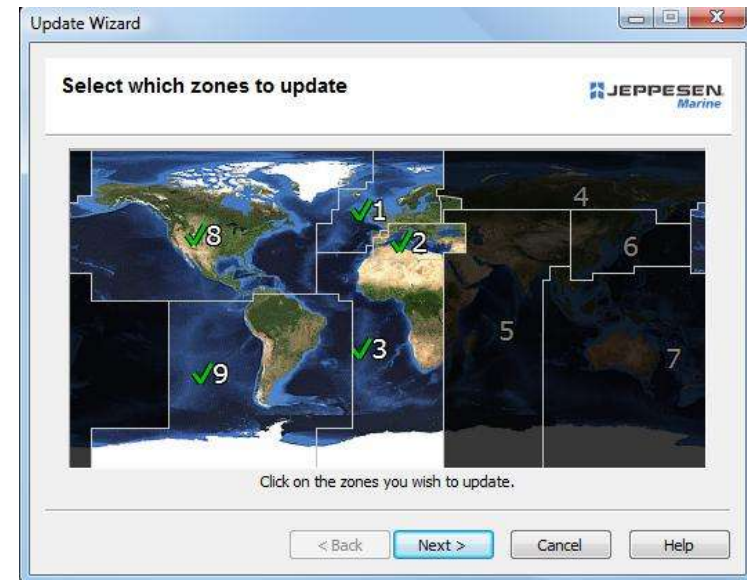 Update Wizard
Select which zones to update
JEPPESEN.
Marine
4
1
8
2
6
5
3
7
9
Click on the zones you wish to update.
< Back Next > Cancel Help